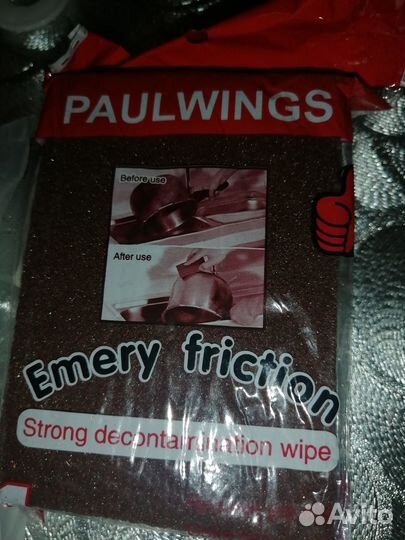 PAULWINGS
Before use
After use
Emery friction
Strong decontamination wipe
Avito